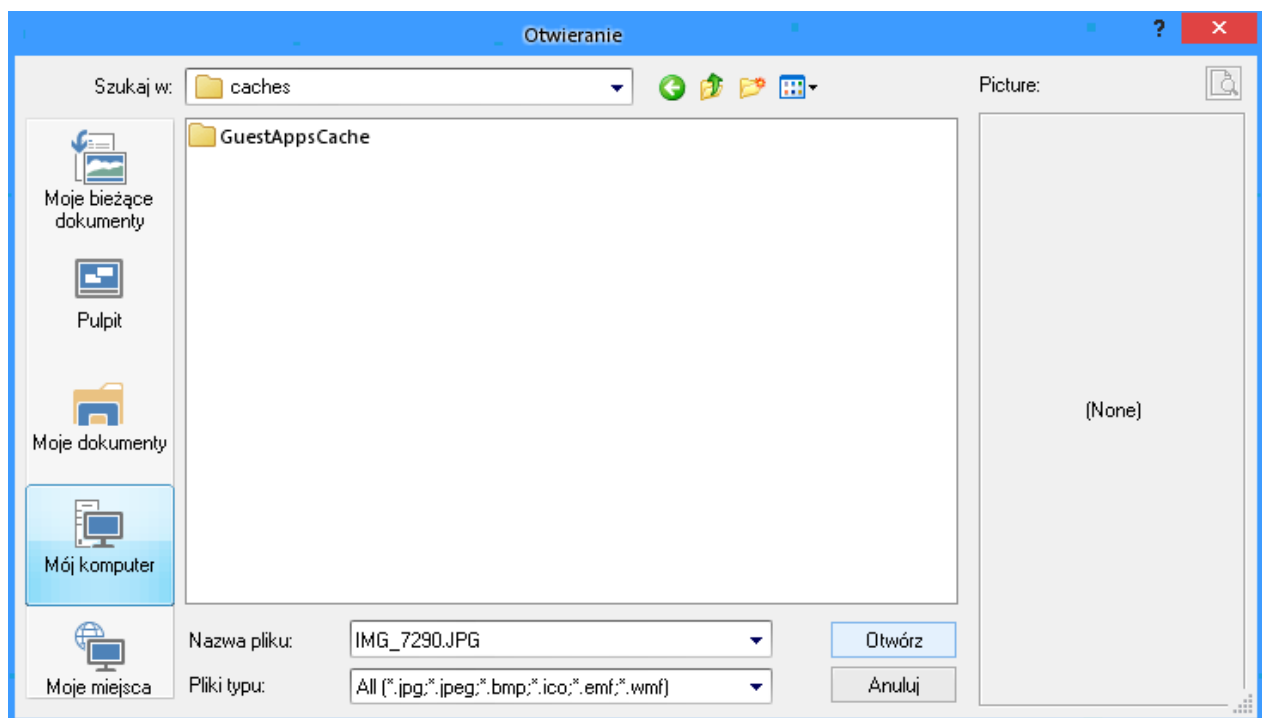 Otwieranie
?
Szukaj w:
caches
Picture:
GuestAppsCache
Moje bieżące
dokumenty
Pulpit
Moje dokumenty
Mój komputer
Moje miejsca
(None)
Nazwa pliku:
IMG_7290.JPG
Otwórz
Pliki typu:
All (*.jpg;*.jpeg;*.bmp;*.ico;*.emf;*.wmf)
Anuluj